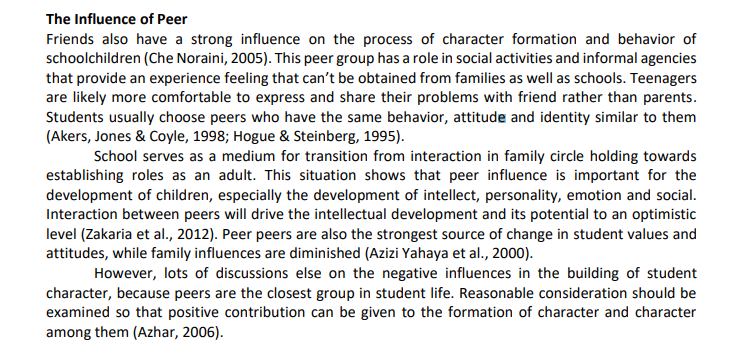 The Influence of Peer
Friends also have a strong influence on the process of character formation and behavior of
schoolchildren (Che Noraini, 2005). This peer group has a role in social activities and informal agencies
that provide an experience feeling that can't be obtained from families as well as schools. Teenagers
are likely more comfortable to express and share their problems with friend rather than parents.
Students usually choose peers who have the same behavior, attitude and identity similar to them
(Akers, Jones & Coyle, 1998; Hogue & Steinberg, 1995).
School serves as a medium for transition from interaction in family circle holding towards
establishing roles as an adult. This situation shows that peer influence is important for the
development of children, especially the development of intellect, personality, emotion and social.
Interaction between peers will drive the intellectual development and its potential to an optimistic
level (Zakaria et al., 2012). Peer peers are also the strongest source of change in student values and
attitudes, while family influences are diminished (Azizi Yahaya et al., 2000).
However, lots of discussions else on the negative influences in the building of student
character, because peers are the closest group in student life. Reasonable consideration should be
examined so that positive contribution can be given to the formation of character and character
among them (Azhar, 2006).